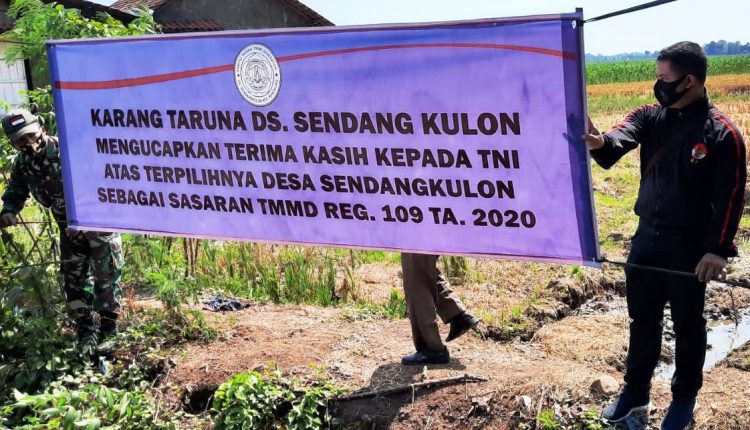 KARANG TARUNA DS. SENDANG KULON
MENGUCAPKAN TERIMA KASIH KEPADA TNI
ATAS TERPILIHNYA DESA SENDANGKULON
SEBAGAI SASARAN TMMD REG. 109 TA. 2020